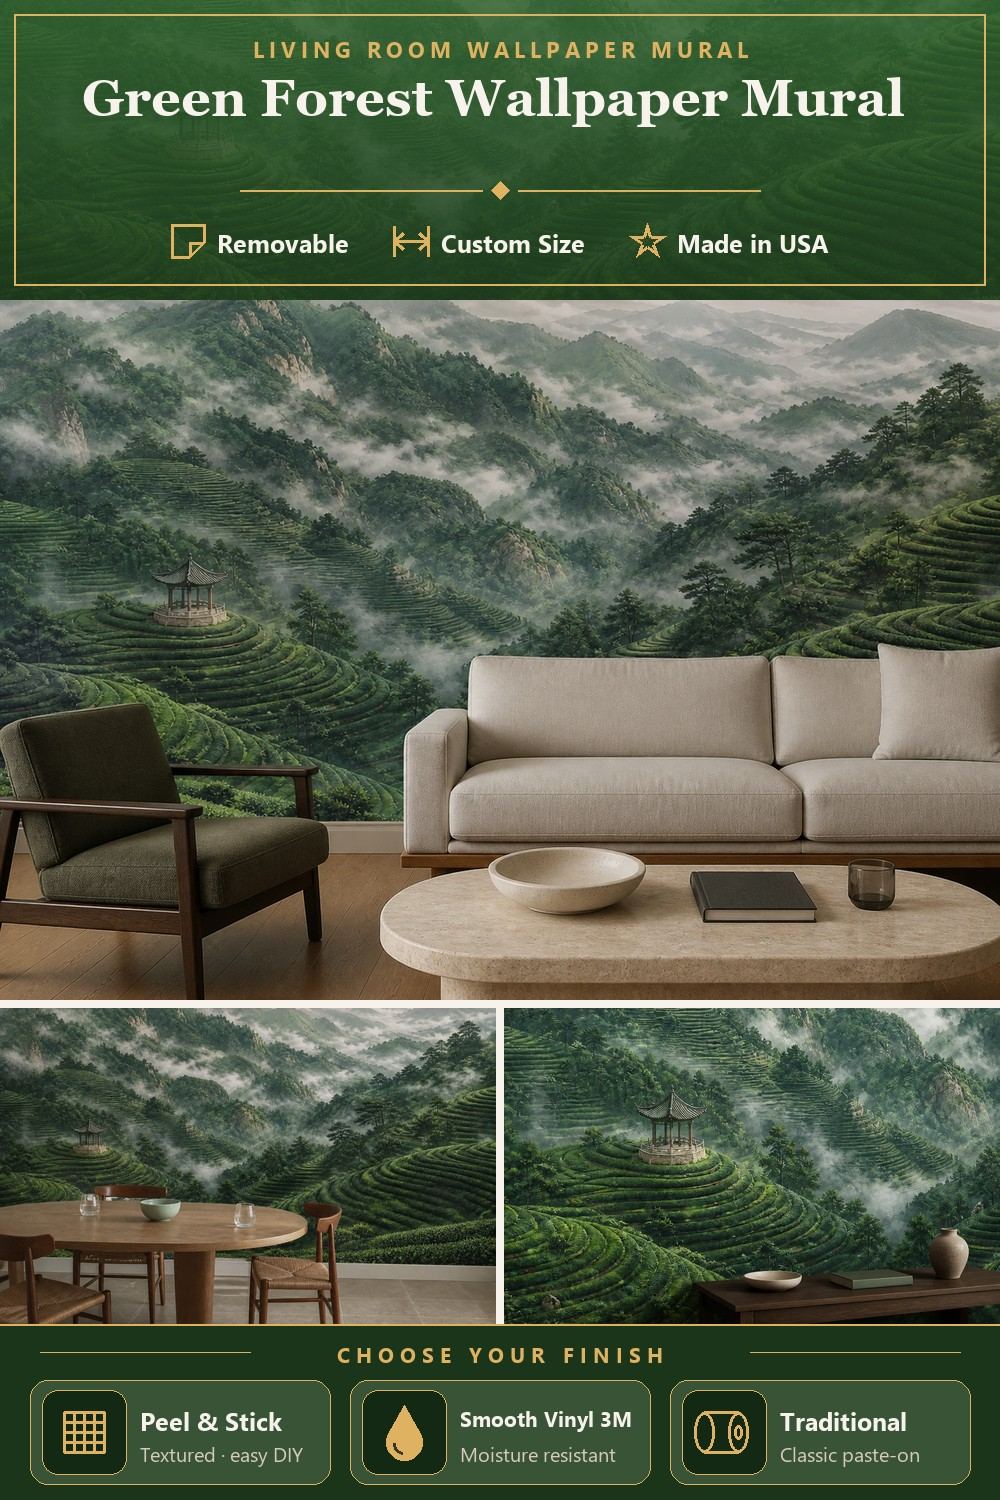 LIVING ROOM WALLPAPER MURAL
Green Forest Wallpaper Mural
Removable
Custom Size
Made in USA
CHOOSE YOUR FINISH
Peel & Stick
Textured · easy DIY
Smooth Vinyl 3M
Moisture resistant
Traditional
Classic paste-on